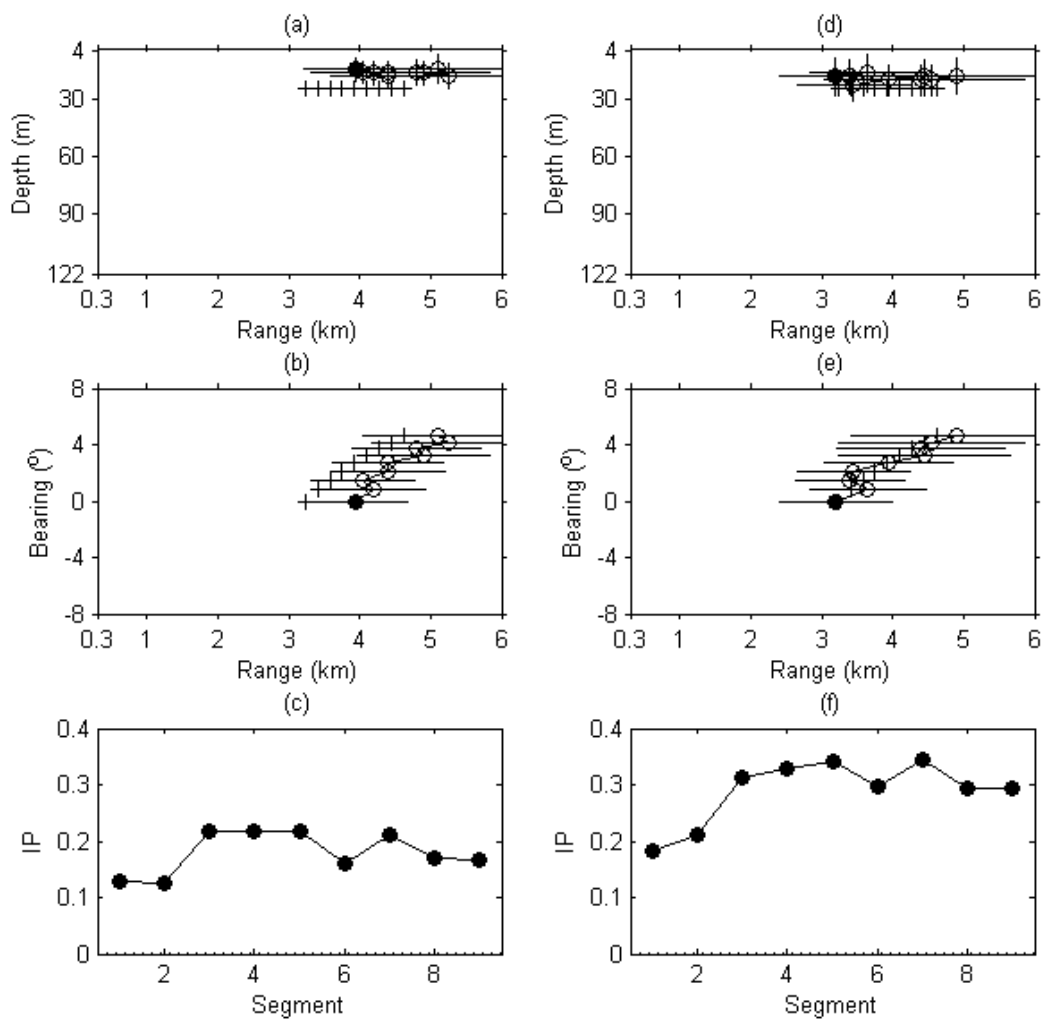 (a)
4
30
60
90
122
Depth (m)
0.3 1 2 3 4 5 6
Range (km)
(b)
8
4
0
-4
-8
Bearing (º)
0.3 1 2 3 4 5 6
Range (km)
(c)
0.4
0.3
0.2
0.1
0
IP
2 4 6 8
Segment
(d)
4
30
60
90
122
Depth (m)
0.3 1 2 3 4 5 6
Range (km)
(e)
8
4
0
-4
-8
Bearing (º)
0.3 1 2 3 4 5 6
Range (km)
(f)
0.4
0.3
0.2
0.1
0
IP
2 4 6 8
Segment